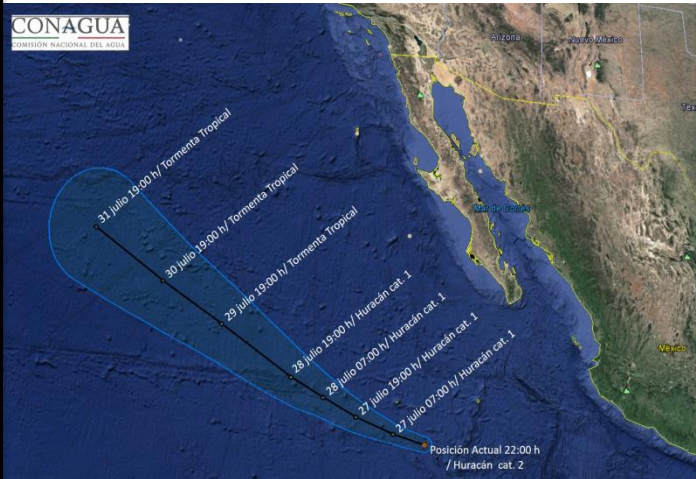 CONAGUA
COMISIÓN NACIONAL DEL AGUA
Arizona
Nuevo México
31 julio 19:00 h/ Tormenta Tropical
30 julio 19:00 h/ Tormenta Tropical
29 julio 19:00 h/ Tormenta Tropical
Mar de Cortés
28 julio 19:00 h/ Huracán cat. 1
28 julio 07:00 h/ Huracán cat. 1
27 julio 19:00 h/ Huracán cat. 1
27 julio 07:00 h/ Huracán cat. 1
México
Posición Actual 22:00 h
/ Huracán cat. 2